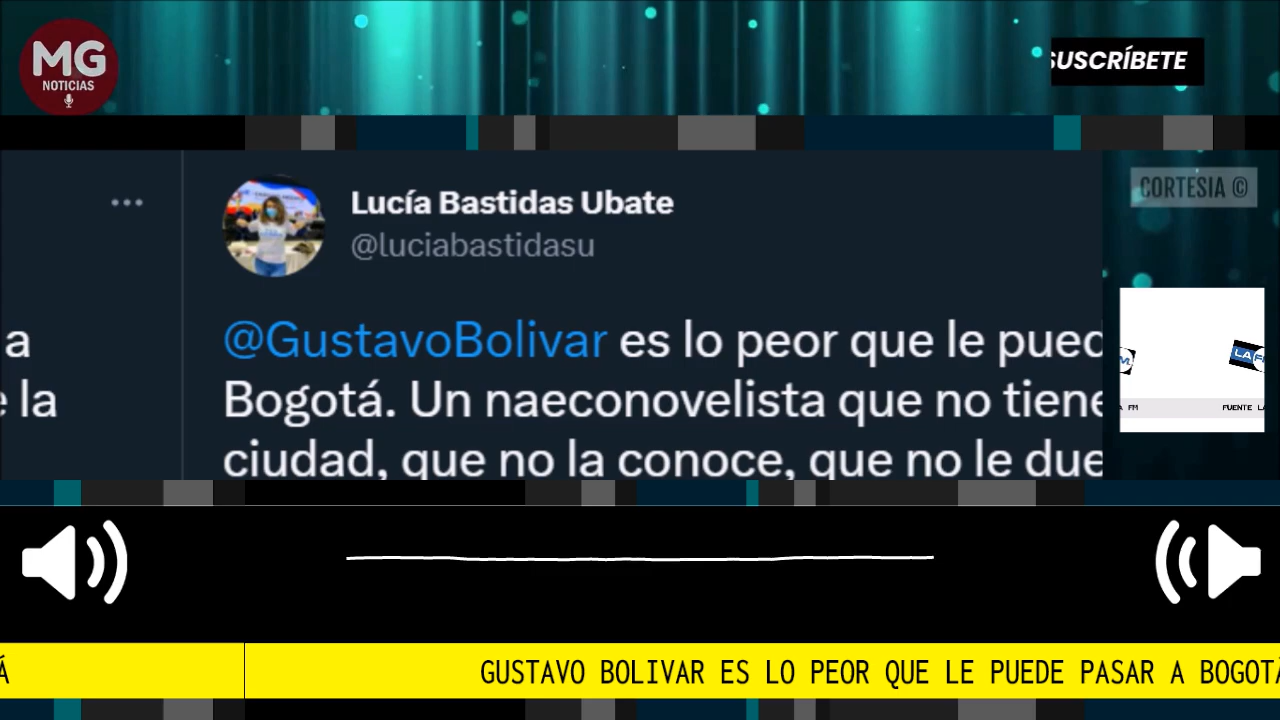 MG
NOTICIAS
SUSCRÍBETE
CORTESIA ©
Lucía Bastidas Ubate
@luciabastidasu
a
la
@GustavoBolivar es lo peor que le
Bogotá. Un naeconovelista que no tiene
ciudad, que no la conoce, que no le
LA
FM
FUENTE
Á
GUSTAVO BOLIVAR ES LO PEOR QUE LE PUEDE PASAR A BOGOTÁ